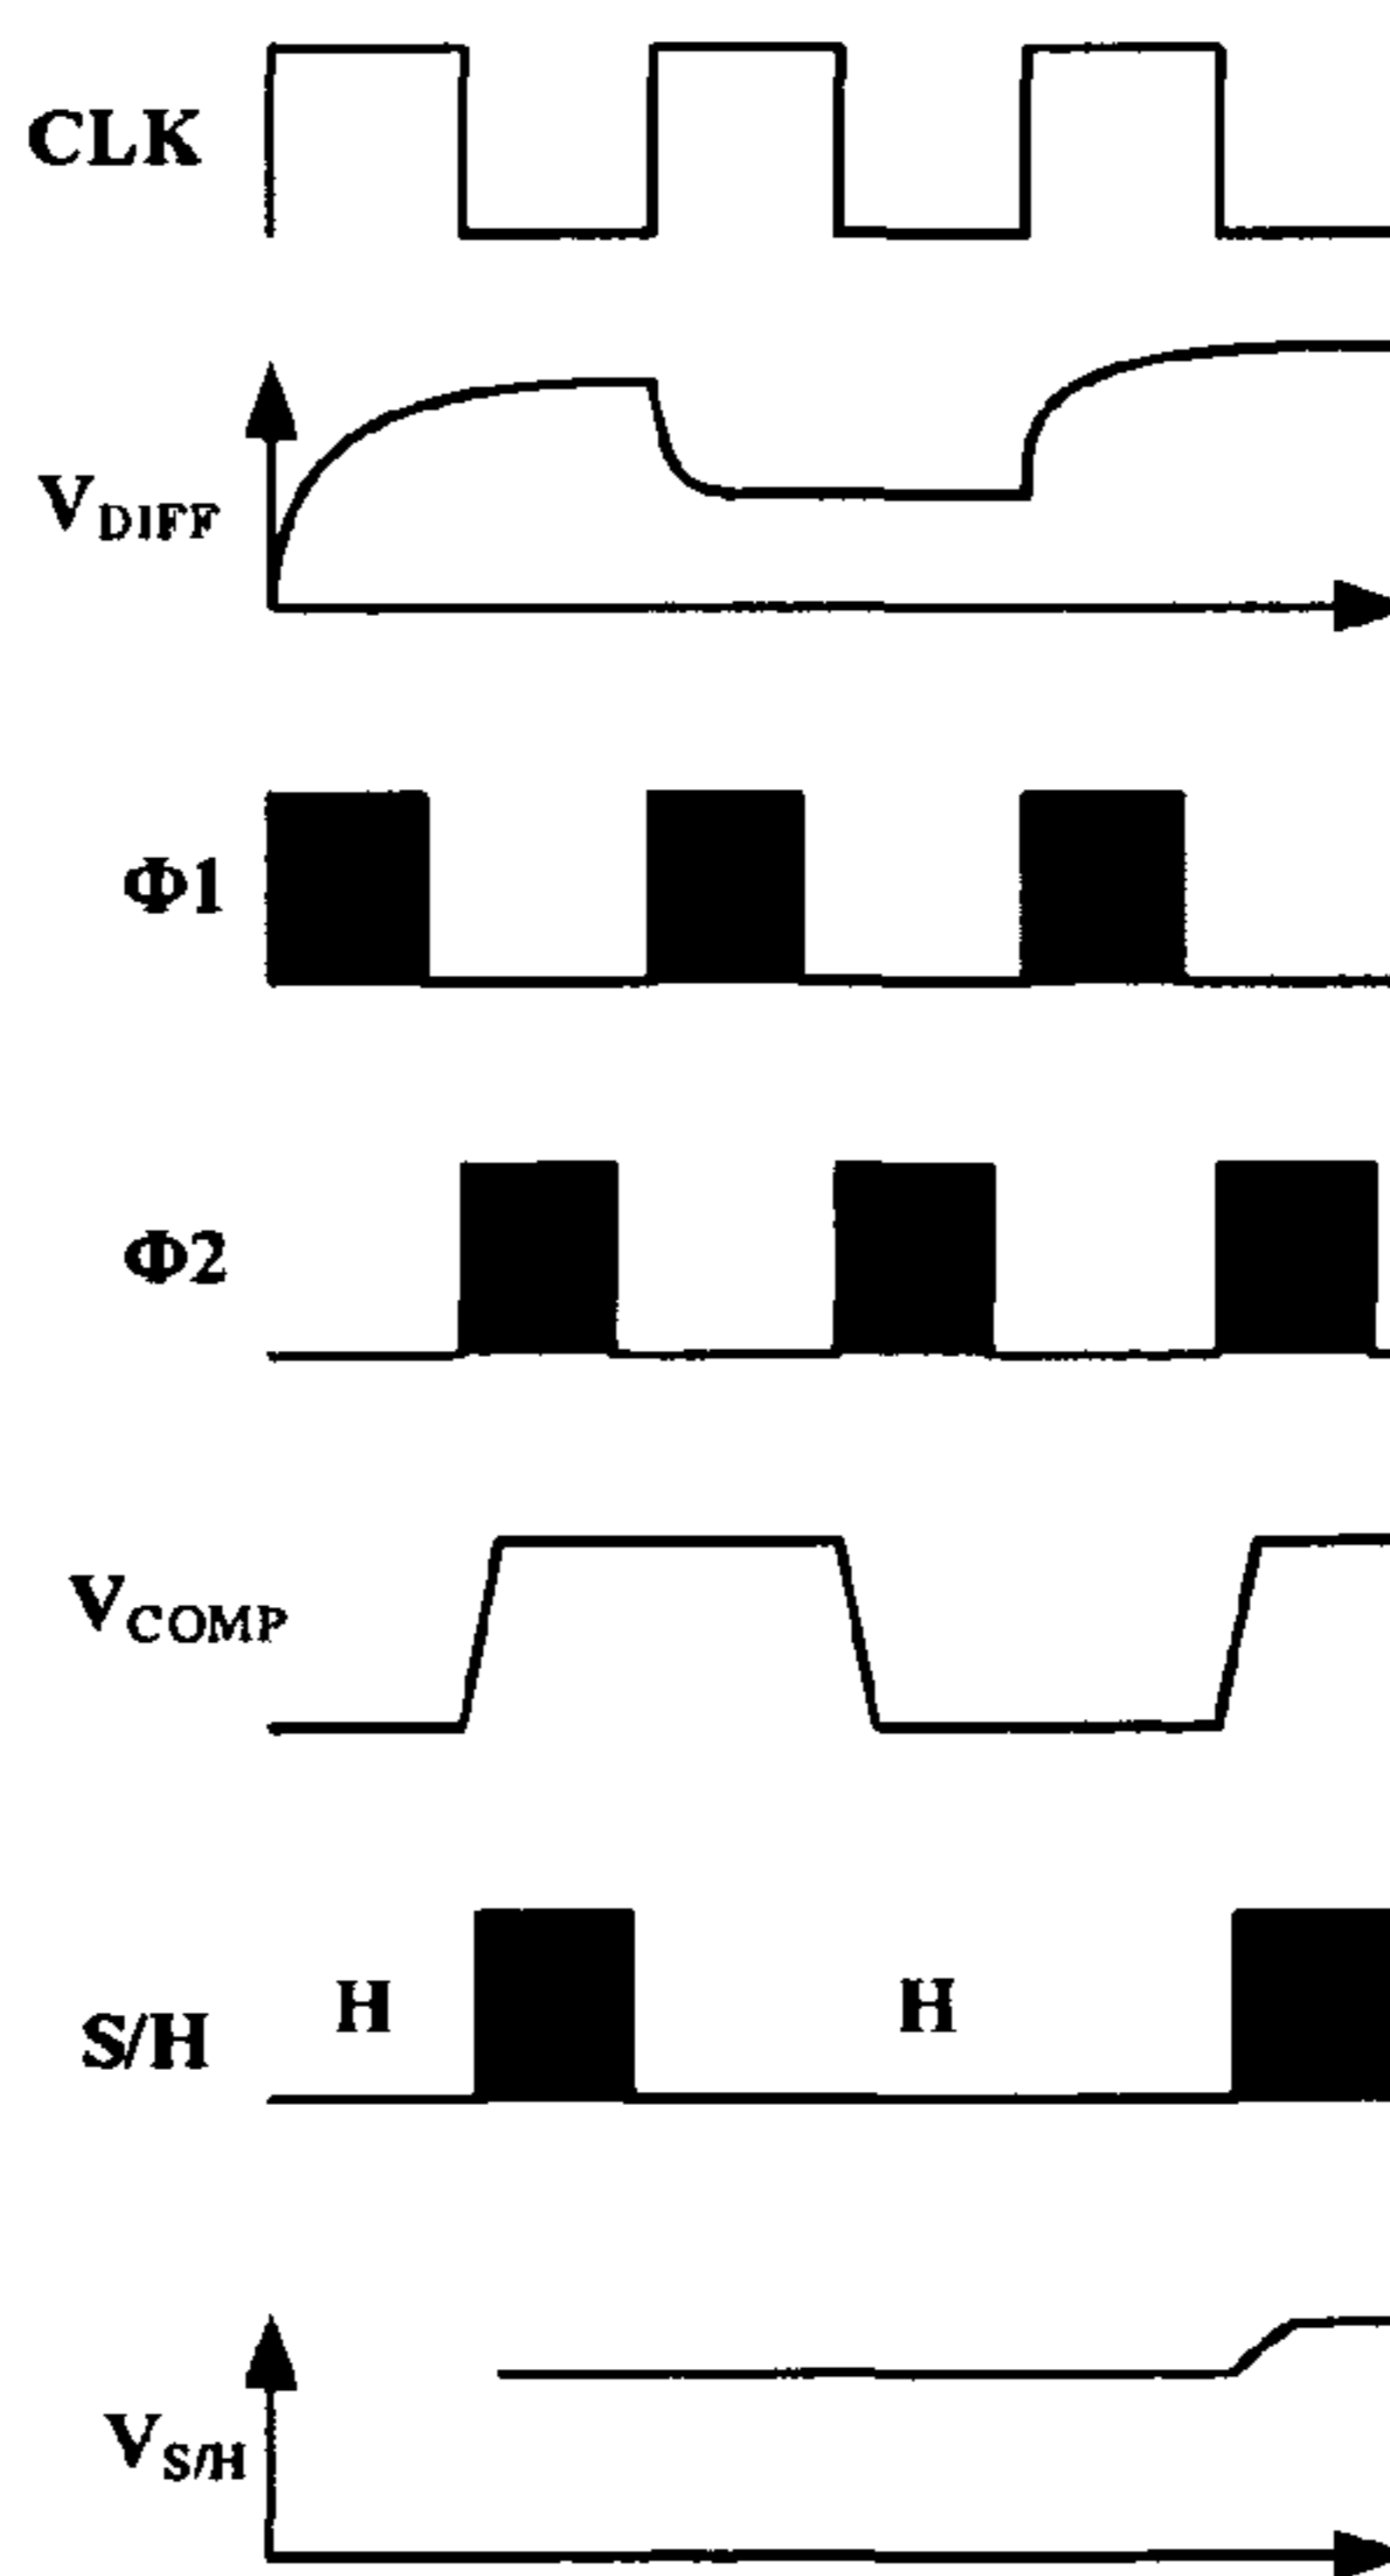 CLK
VDIFF
Φ1
Φ2
VCOMP
H H
S/H
VS/H